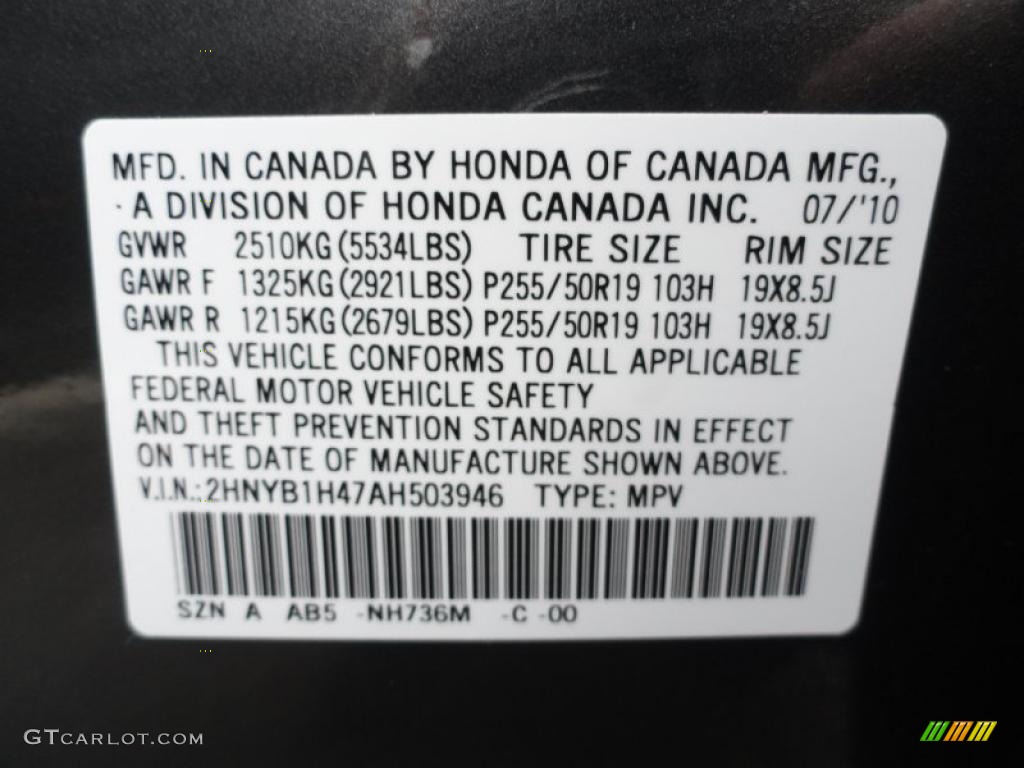 MFD. IN CANADA BY HONDA OF CANADA MFG.,
A DIVISION OF HONDA CANADA INC. 07/'10
GVWR 2510KG (5534LBS) TIRE SIZE RIM SIZE
GAWR F 1325KG (2921LBS) P255/50R19 103H 19X8.5J
GAWR R 1215KG (2679LBS) P255/50R19 103H 19X8.5J
THIS VEHICLE CONFORMS TO ALL APPLICABLE
FEDERAL MOTOR VEHICLE SAFETY
AND THEFT PREVENTION STANDARDS IN EFFECT
ON THE DATE OF MANUFACTURE SHOWN ABOVE.
V.I.N.: 2HNYB1H47AH503946 TYPE: MPV
SZN A AB5 -NH736M -C -00
GTCARLOT.COM